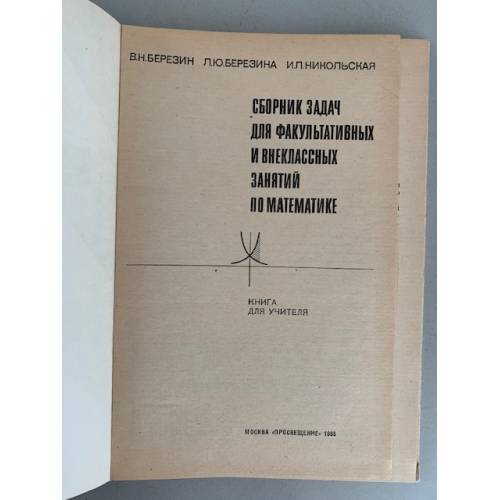 В.Н.БЕРЕЗИН Л.Ю.БЕРЕЗИНА И.Л.НИКОЛЬСКАЯ
СБОРНИК ЗАДАЧ
ДЛЯ ФАКУЛЬТАТИВНЫХ
И ВНЕКЛАССНЫХ
ЗАНЯТИЙ
ПО МАТЕМАТИКЕ
КНИГА
ДЛЯ УЧИТЕЛЯ
МОСКВА «ПРОСВЕЩЕНИЕ»